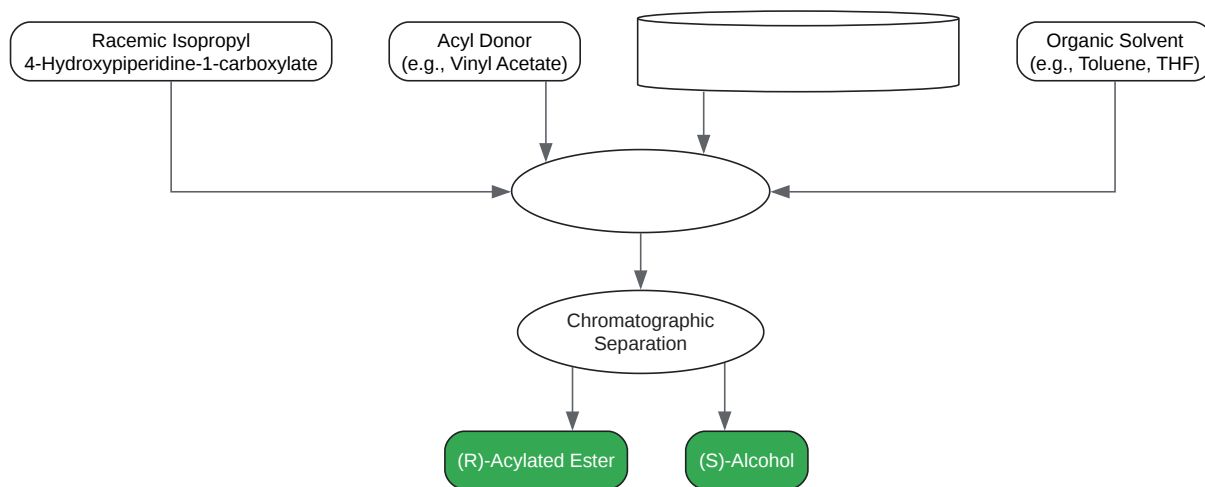 Racemic Isopropyl
4-Hydroxypiperidine-1-carboxylate
Acyl Donor
(e.g., Vinyl Acetate)
Organic Solvent
(e.g., Toluene, THF)
Chromatographic
Separation
(R)-Acylated Ester
(S)-Alcohol